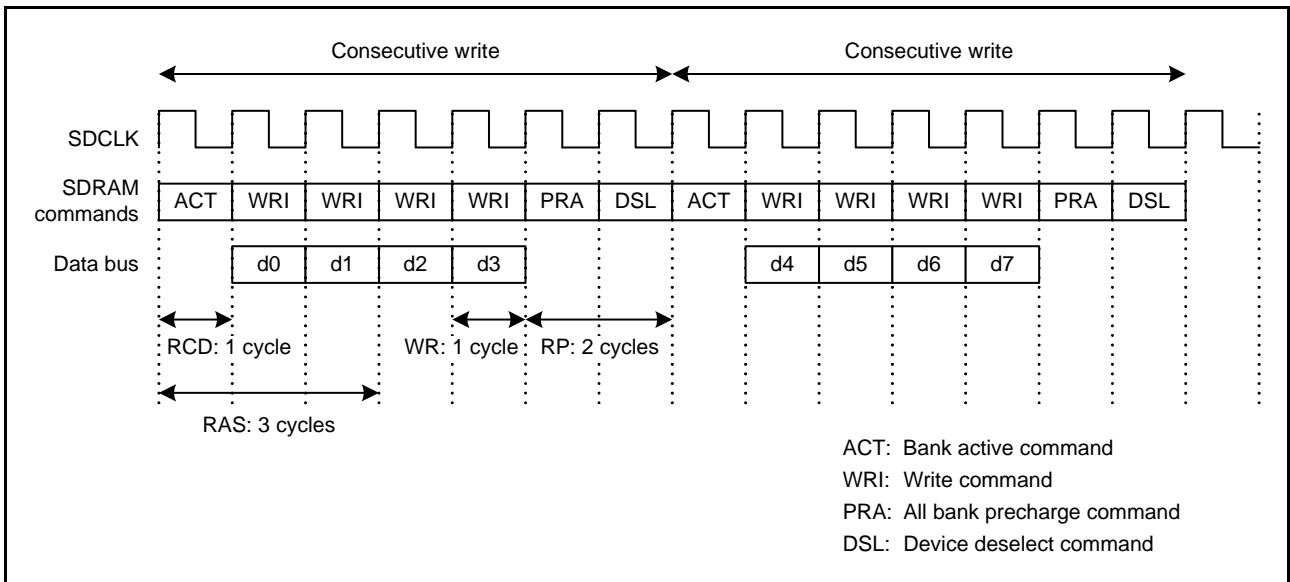 Consecutive write Consecutive write
SDCLK
SDRAM commands ACT WRI WRI WRI WRI PRA DSL ACT WRI WRI WRI WRI PRA DSL
Data bus d0 d1 d2 d3 d4 d5 d6 d7
RCD: 1 cycle WR: 1 cycle RP: 2 cycles
RAS: 3 cycles
ACT: Bank active command
WRI: Write command
PRA: All bank precharge command
DSL: Device deselect command